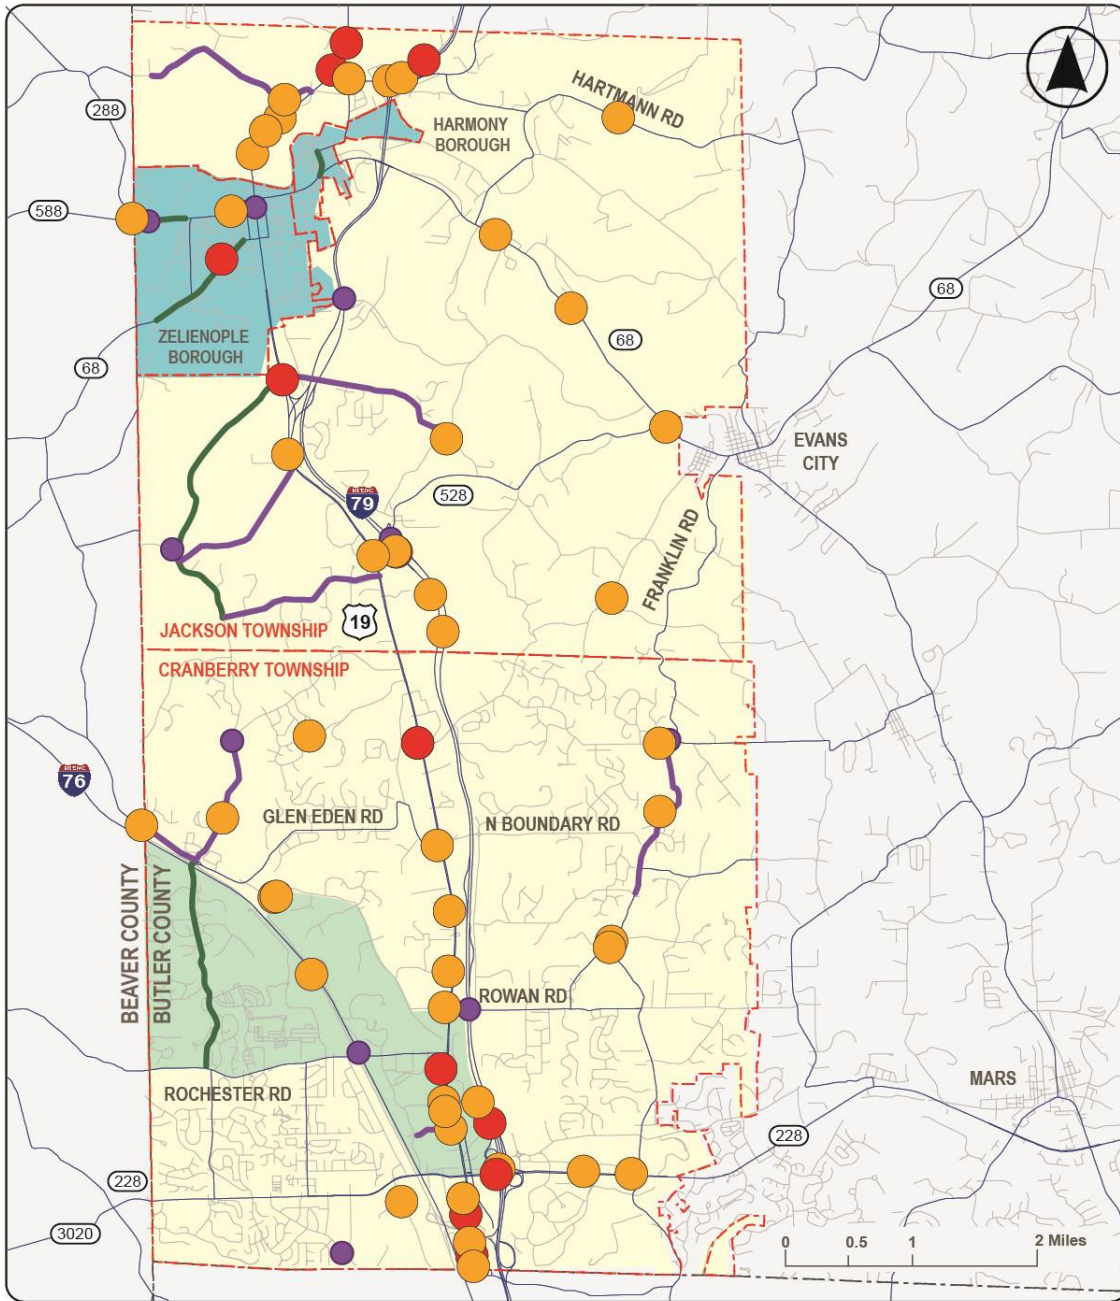 HARTMANN RD
288
HARMONY
BOROUGH
588
68
ZELIENOPLE
BOROUGH
68
68
EVANS
CITY
79
528
FRANKLIN RD
19
JACKSON TOWNSHIP
CRANBERRY TOWNSHIP
76
GLEN EDEN RD
N BOUNDARY RD
BEAVER COUNTY
BUTLER COUNTY
ROWAN RD
ROCHESTER RD
MARS
228
228
3020
0 0.5 1 2 Miles